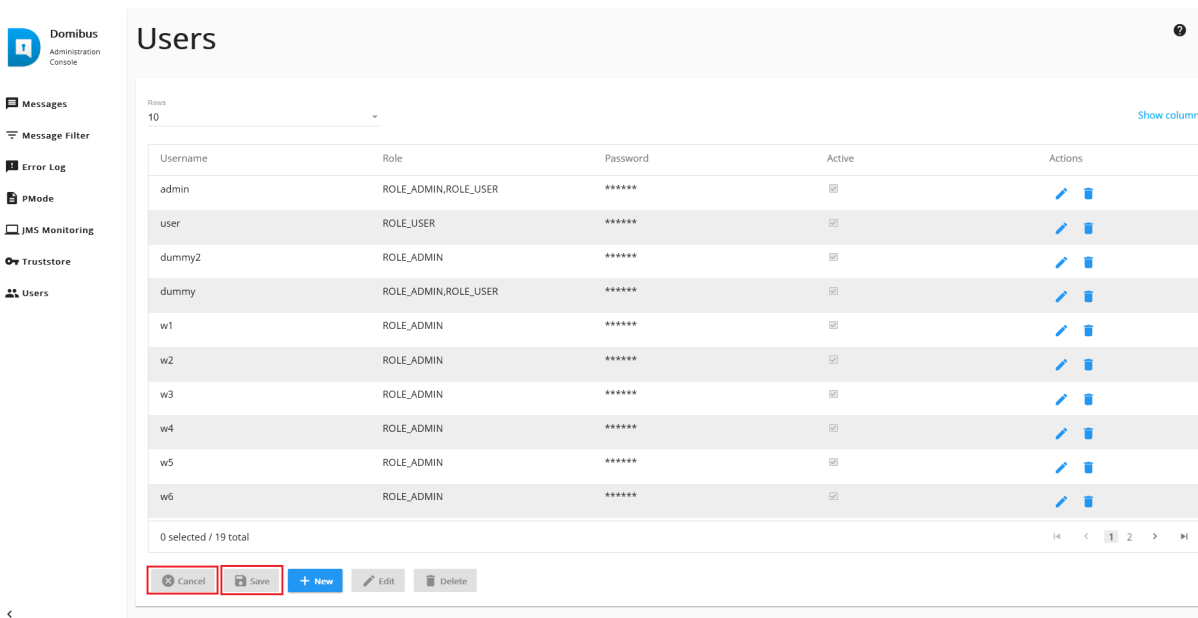 Domibus
Administration
Console
Messages
Message Filter
Error Log
PMode
JMS Monitoring
Truststore
Users
Users
Rows
10
Show column
Username Role Password Active Actions
admin ROLE_ADMIN,ROLE_USER ******
user ROLE_USER ******
dummy2 ROLE_ADMIN ******
dummy ROLE_ADMIN,ROLE_USER ******
w1 ROLE_ADMIN ******
w2 ROLE_ADMIN ******
w3 ROLE_ADMIN ******
w4 ROLE_ADMIN ******
w5 ROLE_ADMIN ******
w6 ROLE_ADMIN ******
0 selected / 19 total 1 2
Cancel Save New Edit Delete